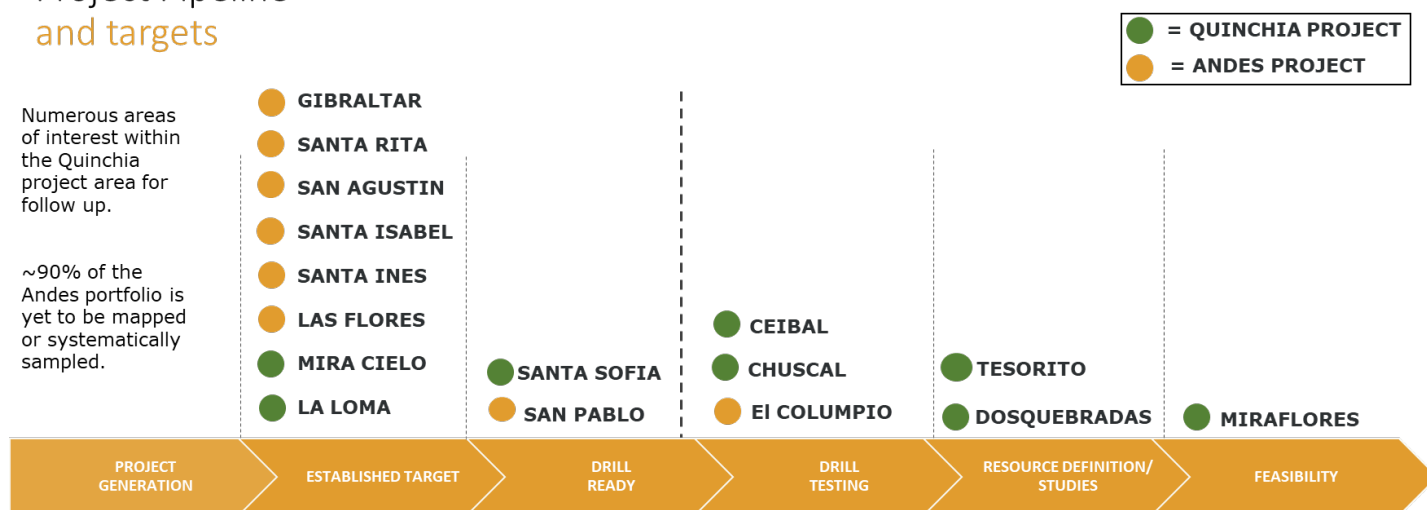 Project Pipeline
and targets
= QUINCHIA PROJECT
= ANDES PROJECT
Numerous areas
of interest within
the Quinchia
project area for
follow up.
~90% of the
Andes portfolio is
yet to be mapped
or systematically
sampled.
GIBRALTAR
SANTA RITA
SAN AGUSTIN
SANTA ISABEL
SANTA INES
LAS FLORES
MIRA CIELO
LA LOMA
SANTA SOFIA
SAN PABLO
CEIBAL
CHUSCAL
El COLUMPIO
TESORITO
DOSQUEBRADAS
MIRAFLORES
PROJECT
GENERATION
ESTABLISHED TARGET
DRILL
READY
DRILL
TESTING
RESOURCE DEFINITION/
STUDIES
FEASIBILITY